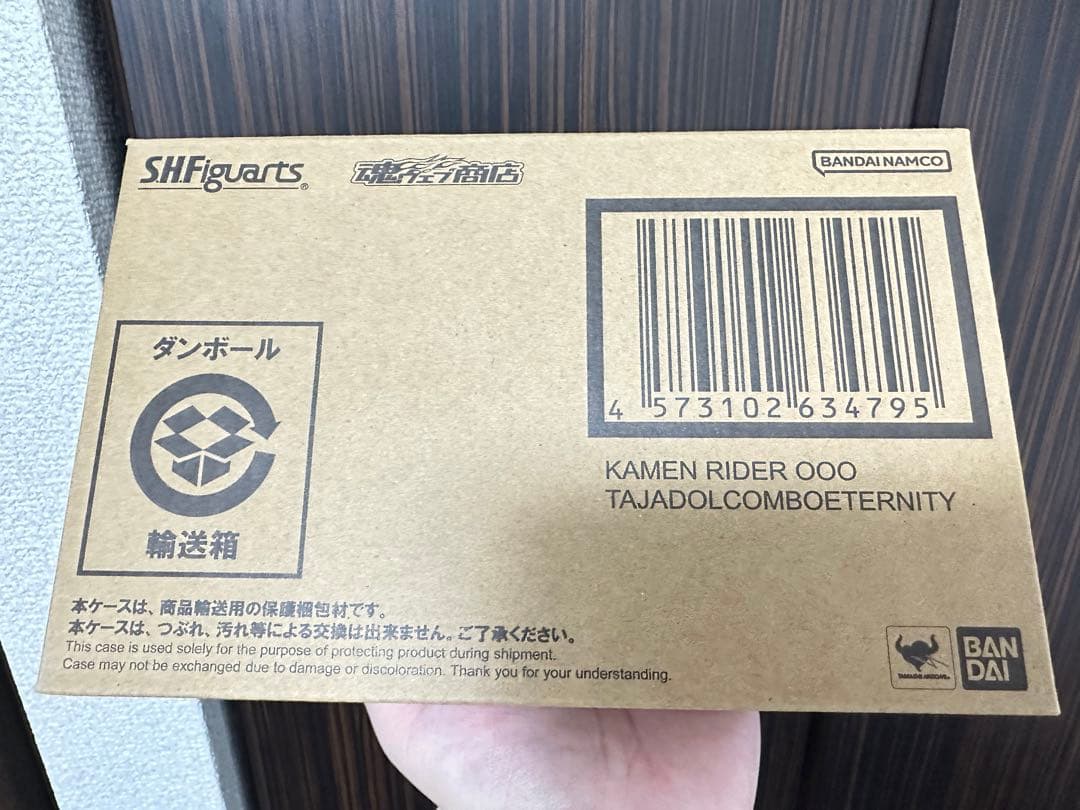 S.H.Figuarts®
魂ウェブ商店
BANDAI NAMCO
4 573102 634795
KAMEN RIDER OOO
TAJADOLCOMBOETERNITY
ダンボール
輸送箱
本ケースは、商品輸送用の保護梱包材です。
本ケースは、つぶれ、汚れ等による交換は出来ません。ご了承ください。
This case is used solely for the purpose of protecting product during shipment.
Case may not be exchanged due to damage or discoloration. Thank you for your understanding.
TAMASHII NATIONS
BAN
DAI